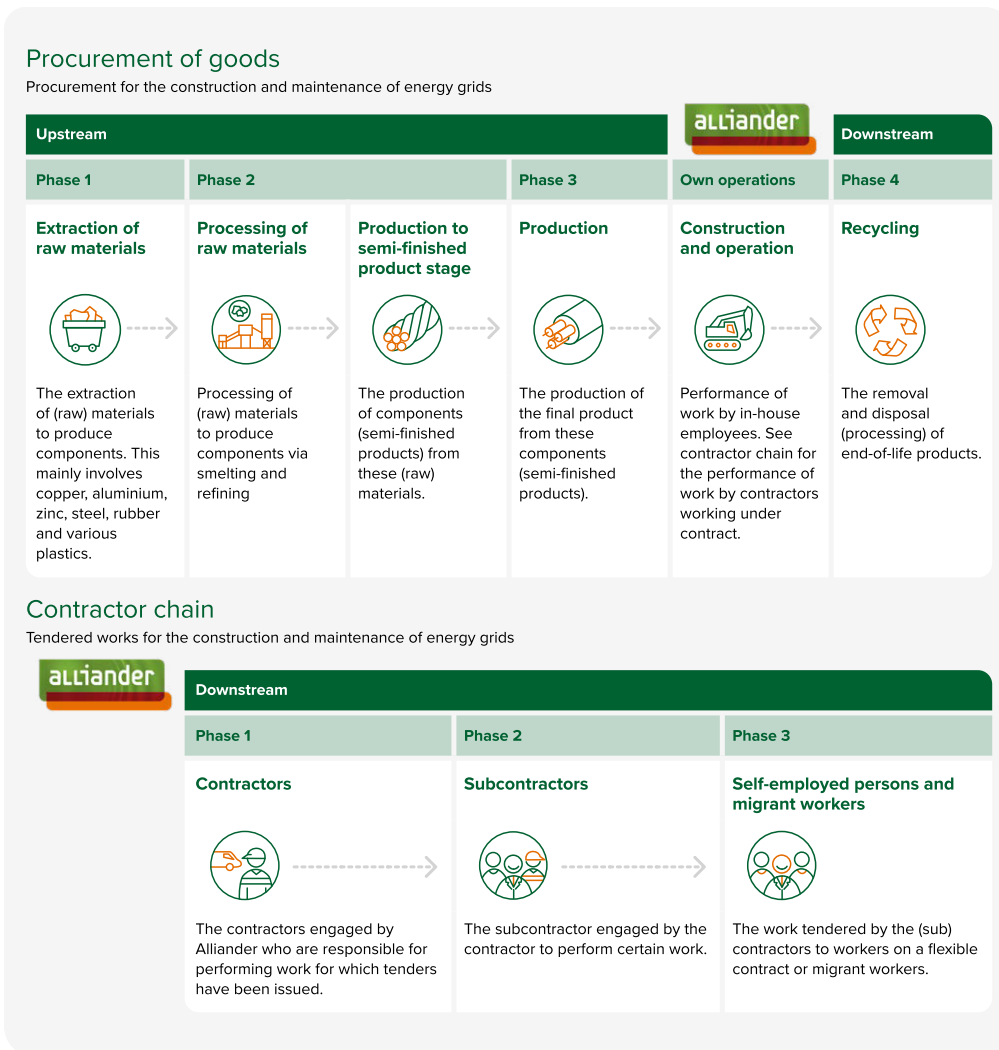 Procurement of goods
Procurement for the construction and maintenance of energy grids
Upstream
alliander
Downstream
Phase 1
Phase 2
Phase 3
Own operations
Phase 4
Extraction of
raw materials
Processing of
raw materials
Production to
semi-finished
product stage
Production
Construction
and operation
Recycling
The extraction
of (raw) materials
to produce
components. This
mainly involves
copper, aluminium,
zinc, steel, rubber
and various
plastics.
Processing of
(raw) materials
to produce
components via
smelting and
refining
The production
of components
(semi-finished
products) from
these (raw)
materials.
The production of
the final product
from these
components
(semi-finished
products).
Performance of
work by in-house
employees. See
contractor chain for
the performance of
work by contractors
working under
contract.
The removal
and disposal
(processing) of
end-of-life products.
Contractor chain
Tendered works for the construction and maintenance of energy grids
alliander
Downstream
Phase 1
Phase 2
Phase 3
Contractors
Subcontractors
Self-employed persons and
migrant workers
The contractors engaged by
Alliander who are responsible for
performing work for which tenders
have been issued.
The subcontractor engaged by the
contractor to perform certain work.
The work tendered by the (sub)
contractors to workers on a flexible
contract or migrant workers.